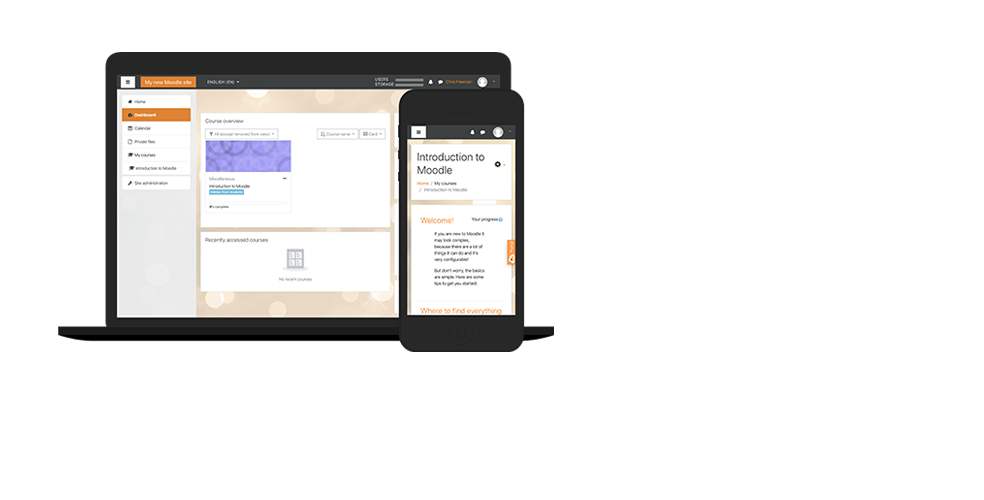 My new Moodle site
ENGLISH (EN)
USERS
STORAGE
Chris Freeman
Home
Dashboard
Calendar
Private files
My courses
Introduction to Moodle
Site administration
Course overview
All (except removed from view)
Course name
Card
Miscellaneous
Introduction to Moodle
Hidden from students
Recently accessed courses
No recent courses
Introduction to
Moodle
Home / My courses
/ Introduction to Moodle
Welcome!
Your progress
If you are new to Moodle it
may look complex,
because there are a lot of
things it can do and it's
very configurable!
But don't worry, the basics
are simple. Here are some
tips to get you started.
Where to find everything